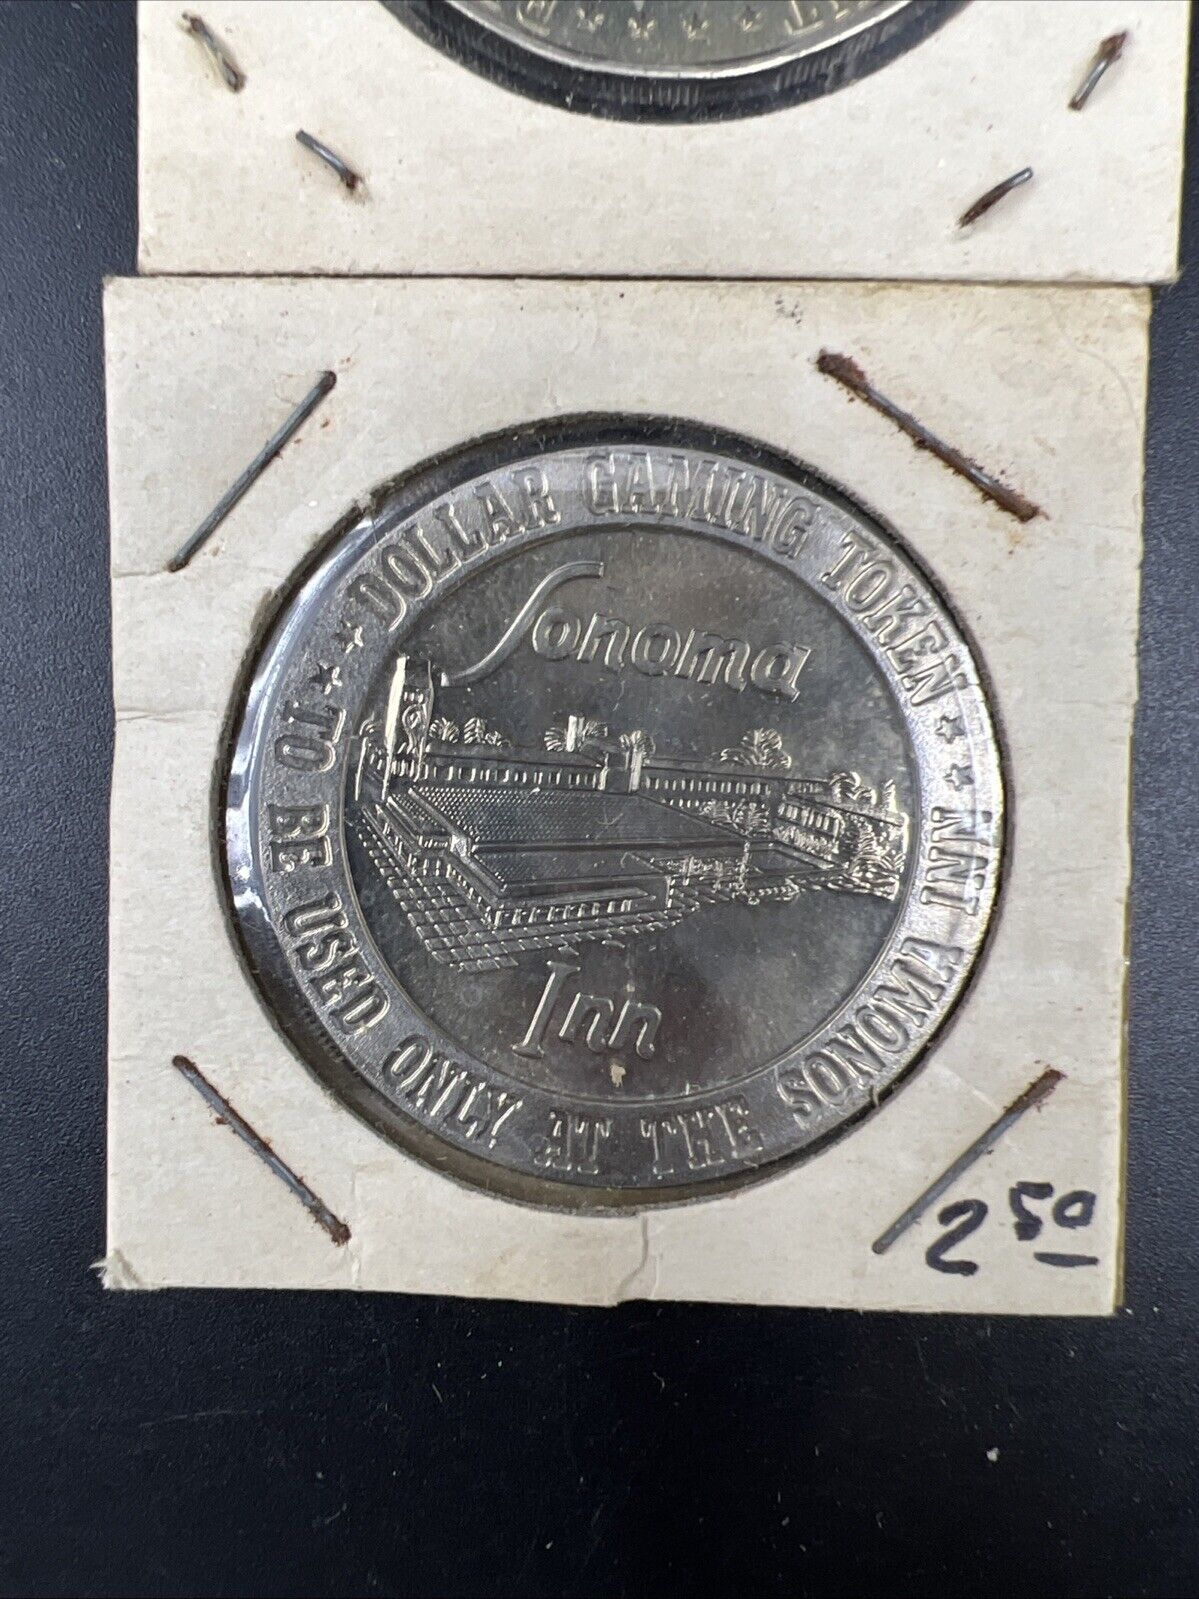 DOLLAR GAMING TOKEN
TO BE USED ONLY AT THE SONOMA INN
Sonoma
Inn
2 50